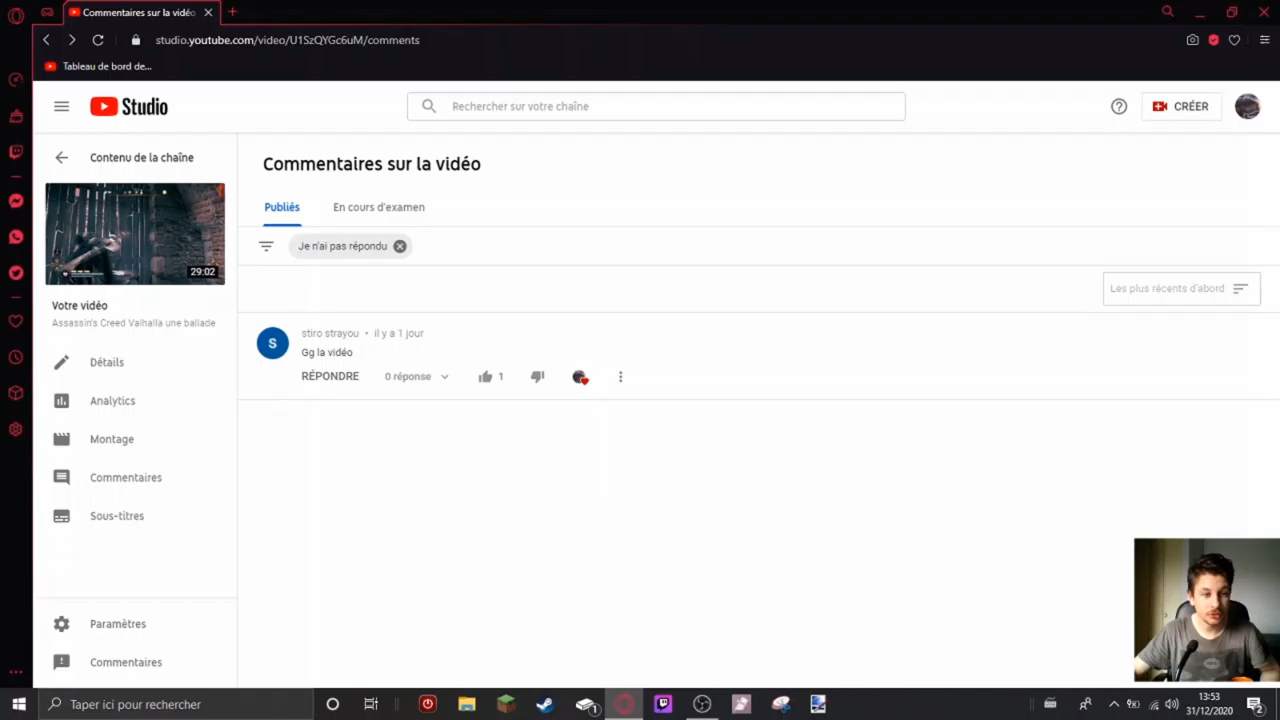 Commentaires sur la vidéo
studio.youtube.com/video/U1SzQYGc6uM/comments
Tableau de bord de...
Studio
Rechercher sur votre chaîne
CRÉER
Contenu de la chaîne
29:02
Votre vidéo
Assassin's Creed Valhalla une ballade
Détails
Analytics
Montage
Commentaires
Sous-titres
Paramètres
Commentaires
Commentaires sur la vidéo
Publiés
En cours d'examen
Je n'ai pas répondu
Les plus récents d'abord
S
stiro strayou • il y a 1 jour
Gg la vidéo
RÉPONDRE
0 réponse
1
Taper ici pour rechercher
1
13:53
31/12/2020
2